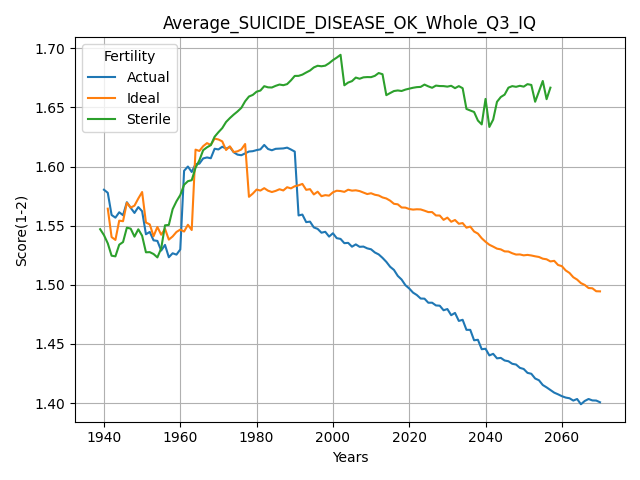 Average_SUICIDE_DISEASE_OK_Whole_Q3_IQ
Score(1-2)
1.70
1.65
1.60
1.55
1.50
1.45
1.40
Fertility
Actual
Ideal
Sterile
1940 1960 1980 2000 2020 2040 2060
Years